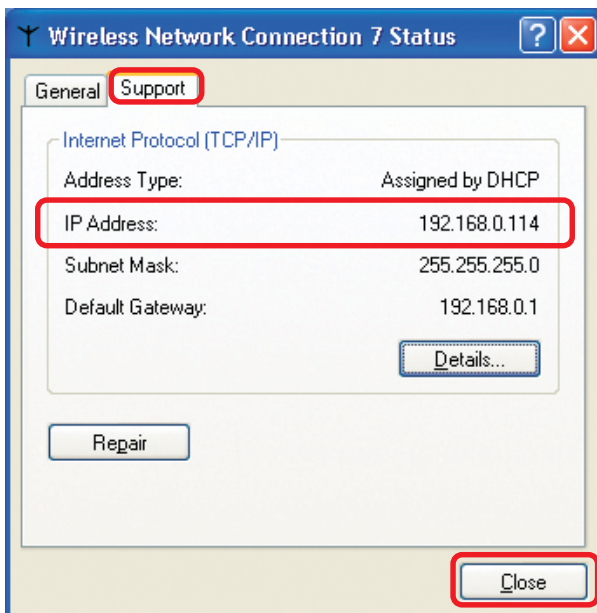 Wireless Network Connection 7 Status
General Support
Internet Protocol (TCP/IP)
Address Type: Assigned by DHCP
IP Address: 192.168.0.114
Subnet Mask: 255.255.255.0
Default Gateway: 192.168.0.1
Details...
Repair
Close